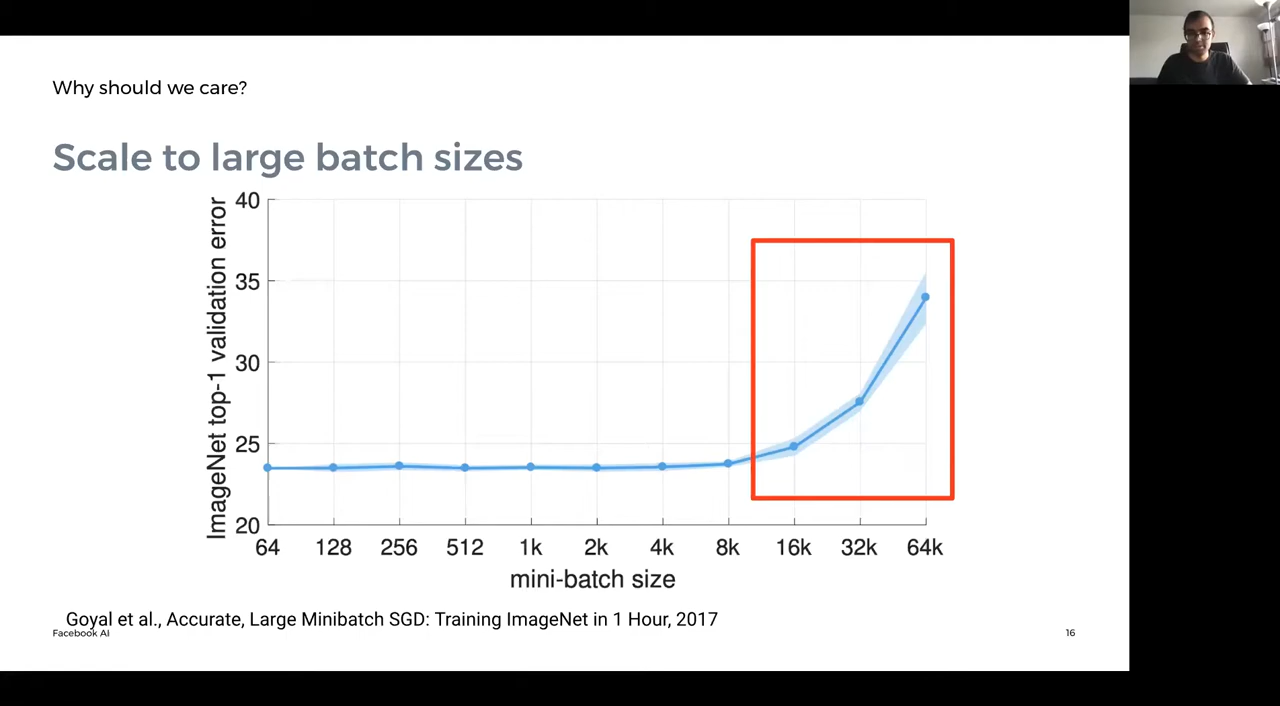 Why should we care?
Scale to large batch sizes
ImageNet top-1 validation error
40
35
30
25
20
64 128 256 512 1k 2k 4k 8k 16k 32k 64k
mini-batch size
Goyal et al., Accurate, Large Minibatch SGD: Training ImageNet in 1 Hour, 2017
Facebook AI
16